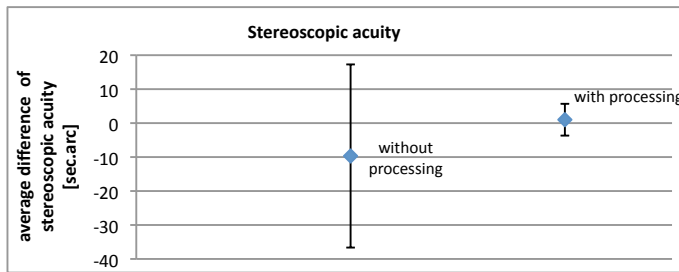 Stereoscopic acuity
average difference of
stereoscopic acuity
[sec.arc]
20
10
0
-10
-20
-30
-40
without
processing
with processing